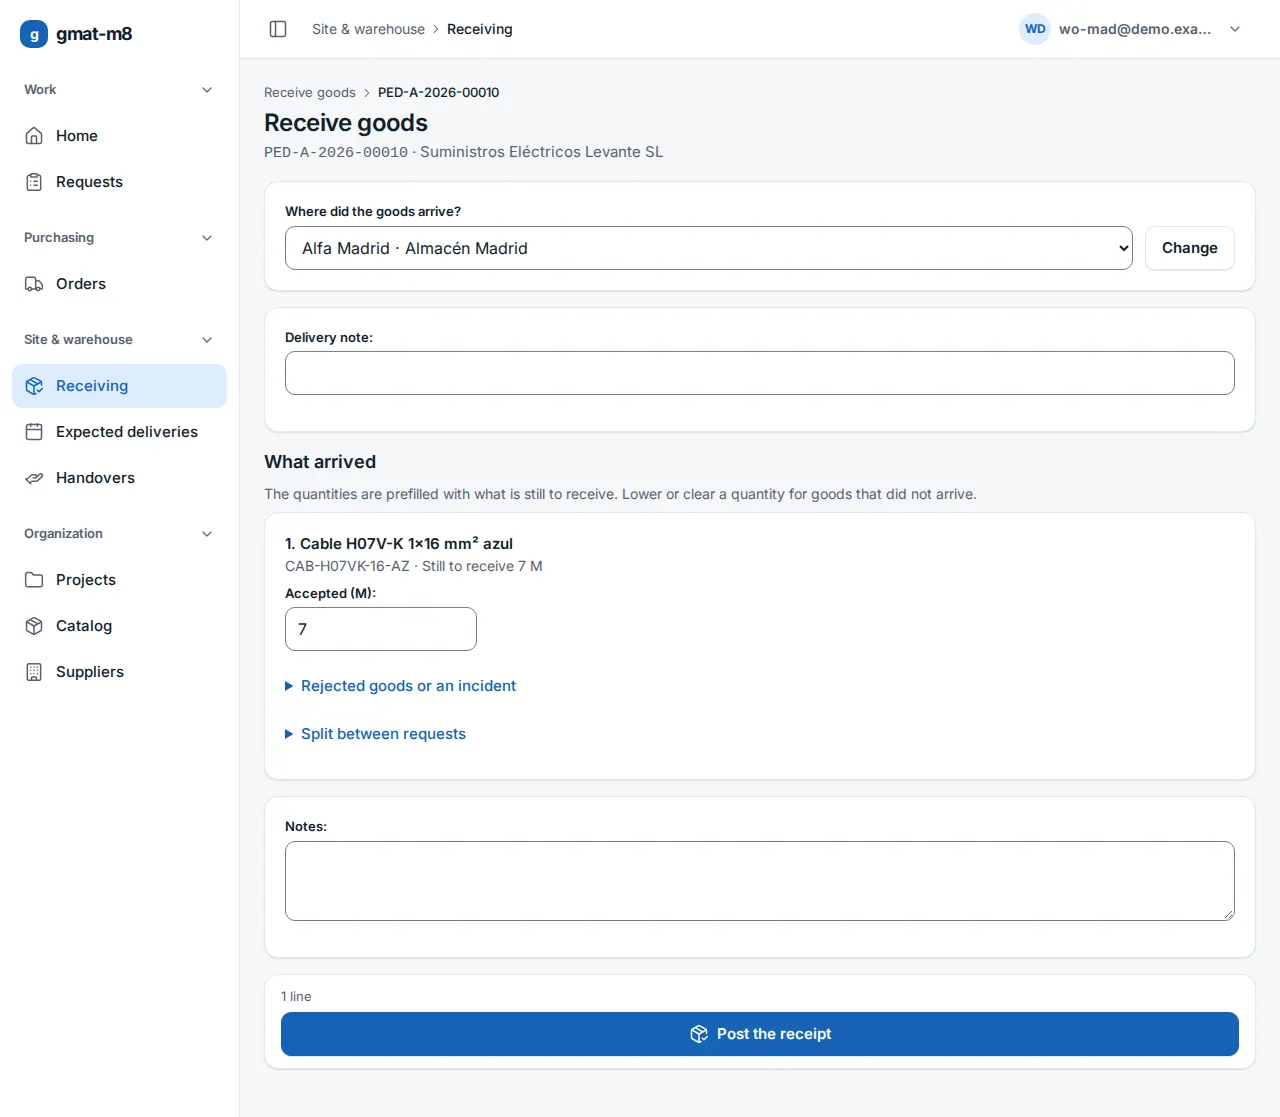 g gmat-m8
Work
Home
Requests
Purchasing
Orders
Site & warehouse
Receiving
Expected deliveries
Handovers
Organization
Projects
Catalog
Suppliers
Site & warehouse > Receiving
WD wo-mad@demo.exa...
Receive goods > PED-A-2026-00010
Receive goods
PED-A-2026-00010 · Suministros Eléctricos Levante SL
Where did the goods arrive?
Alfa Madrid · Almacén Madrid
Change
Delivery note:
What arrived
The quantities are prefilled with what is still to receive. Lower or clear a quantity for goods that did not arrive.
1. Cable H07V-K 1×16 mm² azul
CAB-H07VK-16-AZ · Still to receive 7 M
Accepted (M):
7
Rejected goods or an incident
Split between requests
Notes:
1 line
Post the receipt